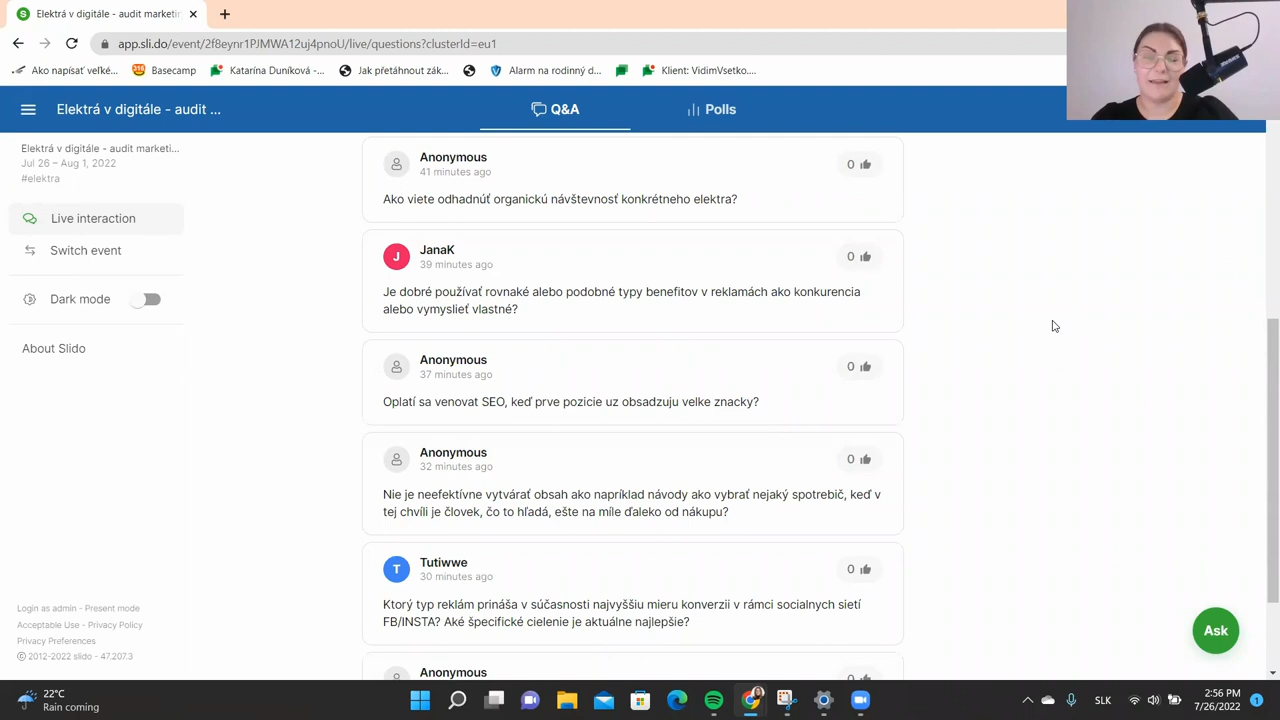 Elektrá v digitále - audit marketin
app.sli.do/event/2f8eynr1PJMWA12uj4pnoU/live/questions?clusterId=eu1
Ako napísať veľké...
Basecamp
Katarína Duníková -...
Jak přetáhnout zák...
Alarm na rodinný d...
Klient: VidimVsetko....
Elektrá v digitále - audit ...
Q&A
Polls
Elektrá v digitále - audit marketi...
Jul 26 – Aug 1, 2022
#elektra
Live interaction
Switch event
Dark mode
About Slido
Anonymous
0
41 minutes ago
Ako viete odhadnúť organickú návštevnosť konkrétneho elektra?
J
JanaK
0
39 minutes ago
Je dobré používať rovnaké alebo podobné typy benefitov v reklamách ako konkurencia
alebo vymyslieť vlastné?
Anonymous
0
37 minutes ago
Oplatí sa venovat SEO, keď prve pozicie uz obsadzuju velke znacky?
Anonymous
0
32 minutes ago
Nie je neefektívne vytvárať obsah ako napríklad návody ako vybrať nejaký spotrebič, keď v
tej chvíli je človek, čo to hľadá, ešte na míle ďaleko od nákupu?
T
Tutiwwe
0
30 minutes ago
Ktorý typ reklám prináša v súčasnosti najvyššiu mieru konverzii v rámci socialnych sietí
FB/INSTA? Aké špecifické cielenie je aktuálne najlepšie?
Anonymous
0
Login as admin - Present mode
Acceptable Use - Privacy Policy
Privacy Preferences
© 2012-2022 slido - 47.207.3
Ask
22°C
Rain coming
SLK
2:56 PM
7/26/2022
1